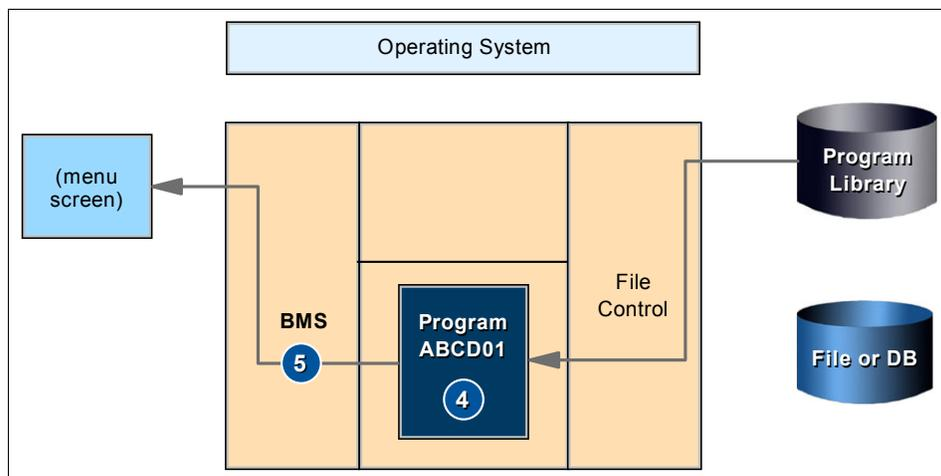 Operating System
(menu
screen)
Program
Library
File
Control
BMS
5
Program
ABCD01
4
File or DB